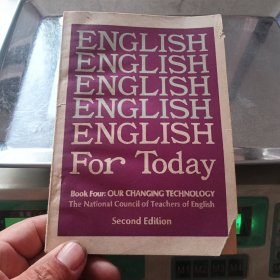 ENGLISH
ENGLISH
ENGLISH
ENGLISH
ENGLISH
For Today
Book Four: OUR CHANGING TECHNOLOGY
The National Council of Teachers of English
Second Edition